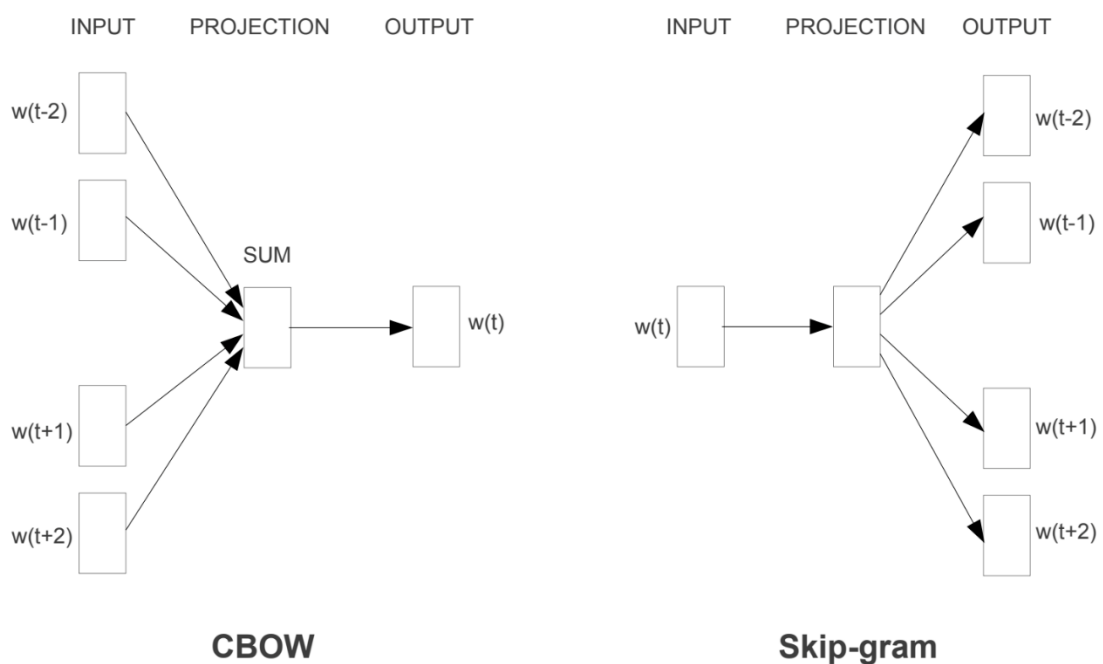 INPUT PROJECTION OUTPUT
w(t-2)
w(t-1)
SUM
w(t)
w(t+1)
w(t+2)
CBOW
INPUT PROJECTION OUTPUT
w(t-2)
w(t-1)
w(t)
w(t+1)
w(t+2)
Skip-gram